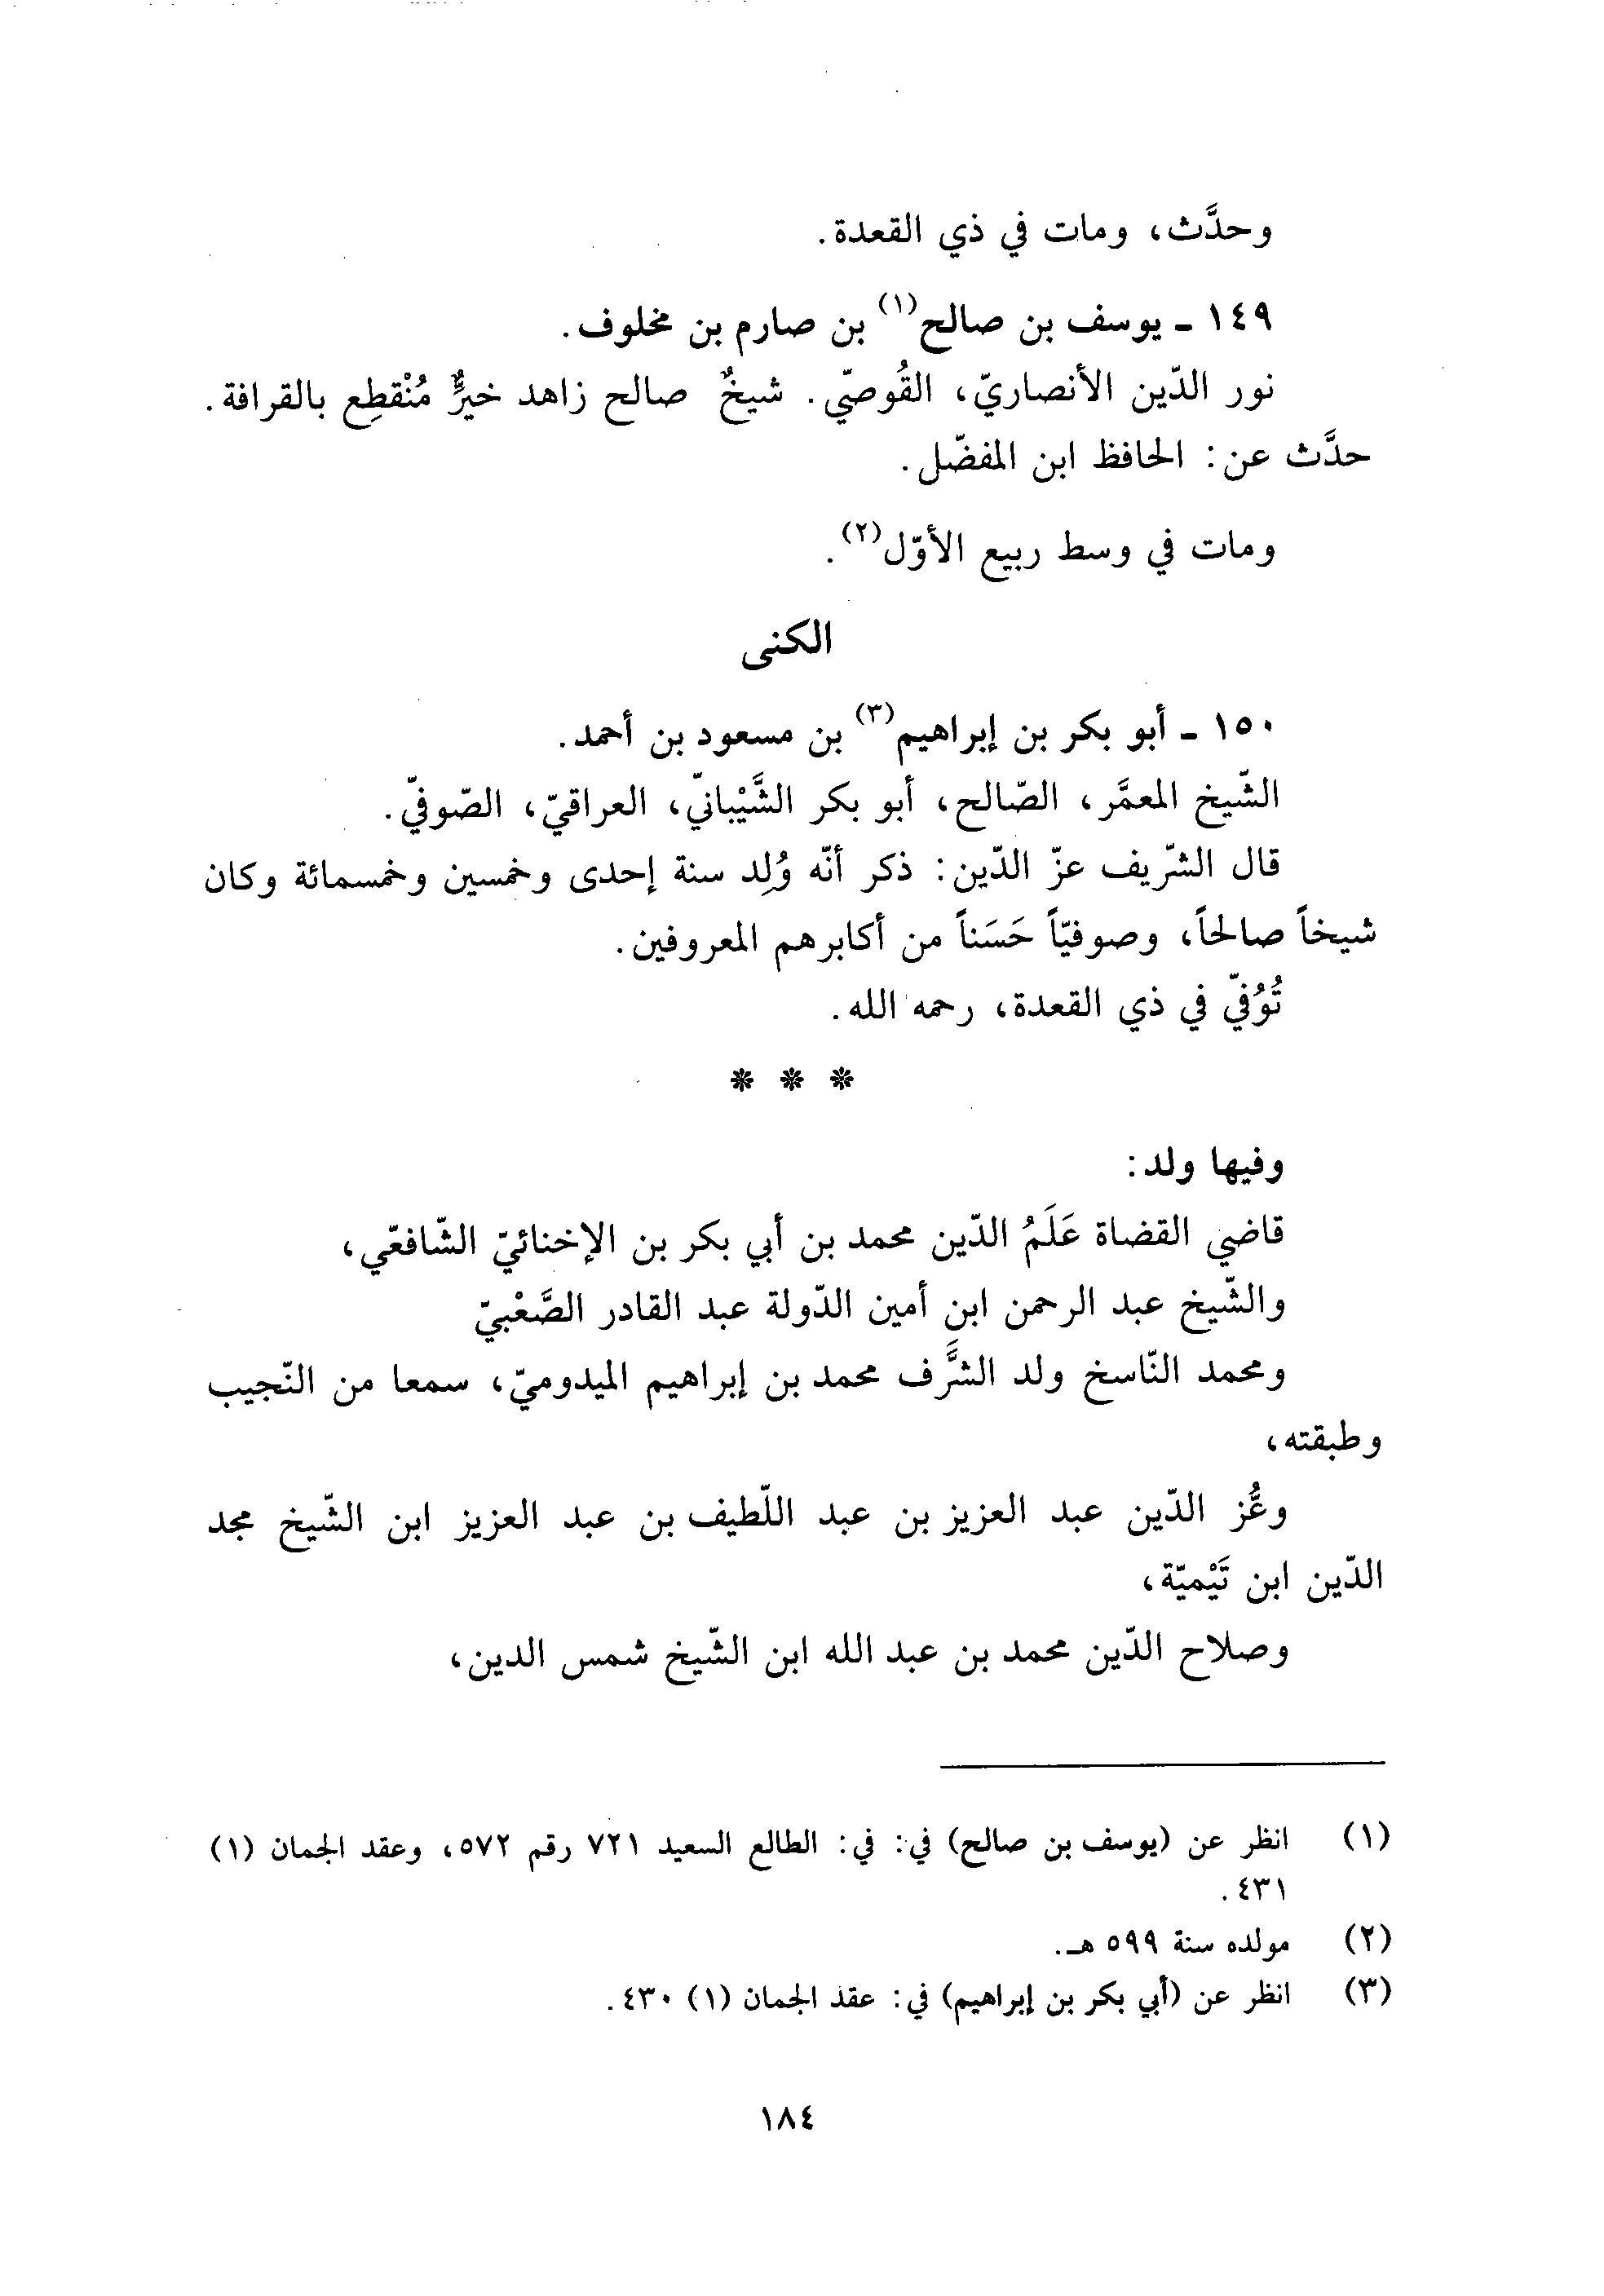 وحدَّث، ومات في ذي القعدة.
١٤٩ ـ يوسف بن صالح(١) بن صارم بن مخلوف.
نور الدّين الأنصاريّ، القُوصّي. شيخٌ صالح زاهد خيرٌّ مُنْقطِع بالقرافة.
حدَّث عن: الحافظ ابن المفضّل.
ومات في وسط ربيع الأوّل(٢).
الكنى
١٥٠ ـ أبو بكر بن إبراهيم(٣) بن مسعود بن أحمد.
الشّيخ المعمَّر، الصّالح، أبو بكر الشَّيْبانيّ، العراقيّ، الصّوفيّ.
قال الشّريف عزّ الدّين: ذكر أنّه وُلِد سنة إحدى وخمسين وخمسمائة وكان
شيخاً صالحاً، وصوفيّاً حَسَناً من أكابرهم المعروفين.
تُوُفيّ في ذي القعدة، رحمه الله.
* * *
وفيها ولد:
قاضي القضاة عَلَمُ الدّين محمد بن أبي بكر بن الإخنائيّ الشّافعّي،
والشّيخ عبد الرحمن ابن أمين الدّولة عبد القادر الصَّعْبيّ
ومحمد النّاسخ ولد الشَّرَف محمد بن إبراهيم الميدوميّ، سمعا من النّجيب
وطبقته،
وعُّز الدّين عبد العزيز بن عبد اللّطيف بن عبد العزيز ابن الشّيخ مجد
الدّين ابن تَيْميّة،
وصلاح الدّين محمد بن عبد الله ابن الشّيخ شمس الدين،
(١) انظر عن (يوسف بن صالح) في: في: الطالع السعيد ٧٢١ رقم ٥٧٢، وعقد الجمان (١)
٤٣١.
(٢) مولده سنة ٥٩٩ هـ.
(٣) انظر عن (أبي بكر بن إبراهيم) في: عقد الجمان (١) ٤٣٠.
١٨٤